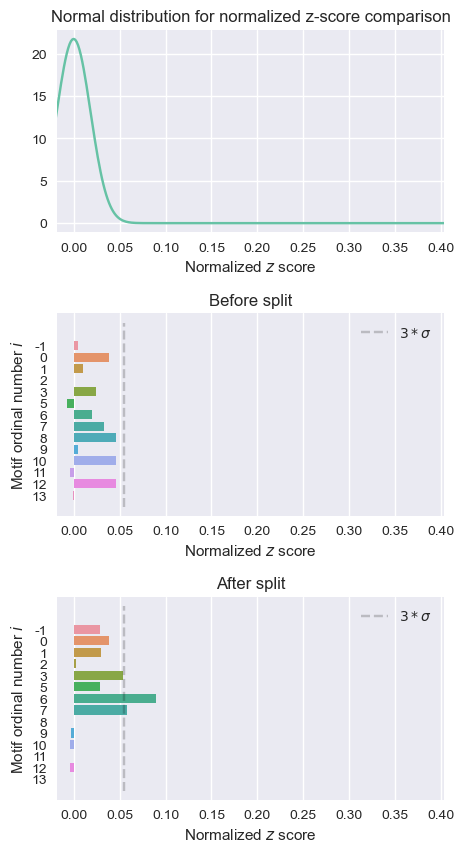 Normal distribution for normalized z-score comparison
20
15
10
5
0
0.00 0.05 0.10 0.15 0.20 0.25 0.30 0.35 0.40
Normalized z score
Before split
Motif ordinal number i
-1
0
1
2
3
5
6
7
8
9
10
11
12
13
3 * σ
0.00 0.05 0.10 0.15 0.20 0.25 0.30 0.35 0.40
Normalized z score
After split
Motif ordinal number i
-1
0
1
2
3
5
6
7
8
9
10
11
12
13
3 * σ
0.00 0.05 0.10 0.15 0.20 0.25 0.30 0.35 0.40
Normalized z score